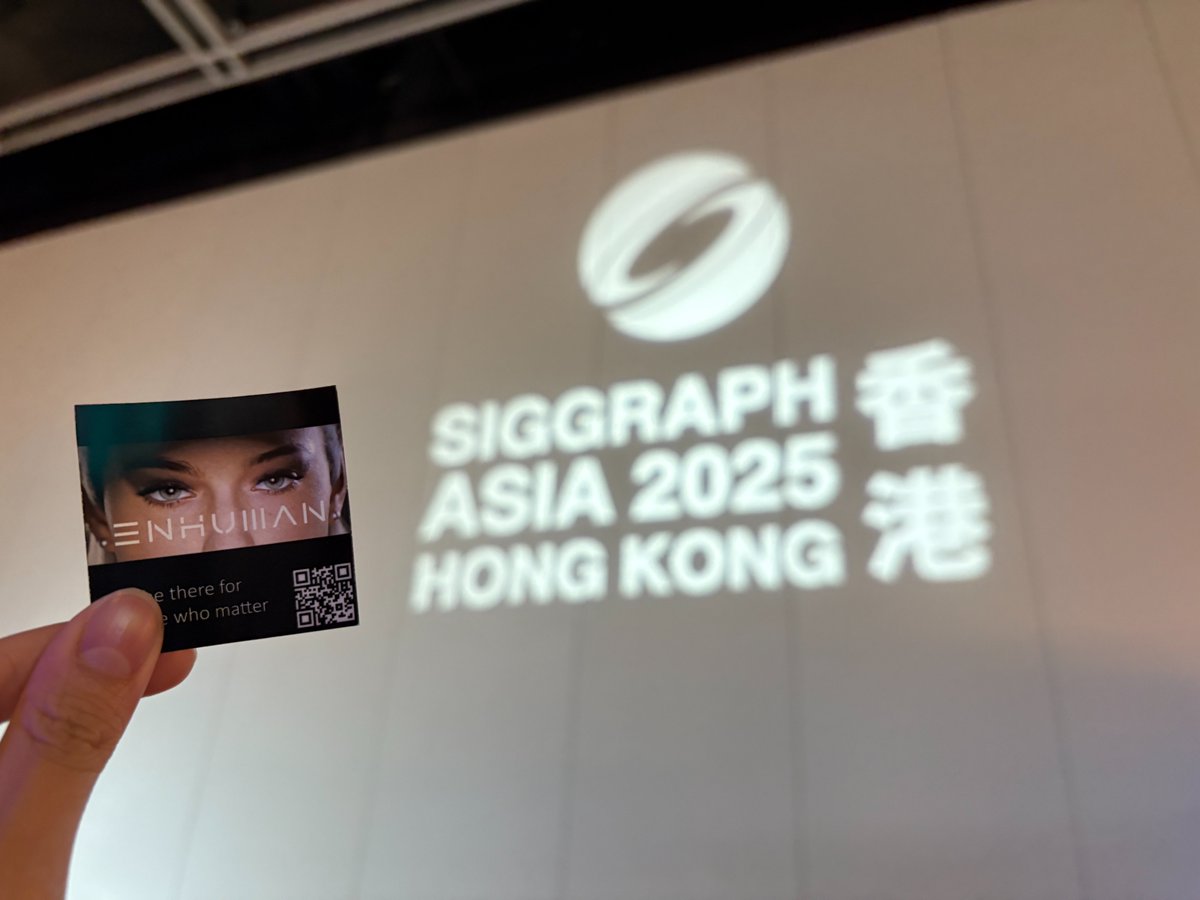 SIGGRAPH
ASIA 2025
HONG KONG
香
港
ENHUMAN
there for
who matter